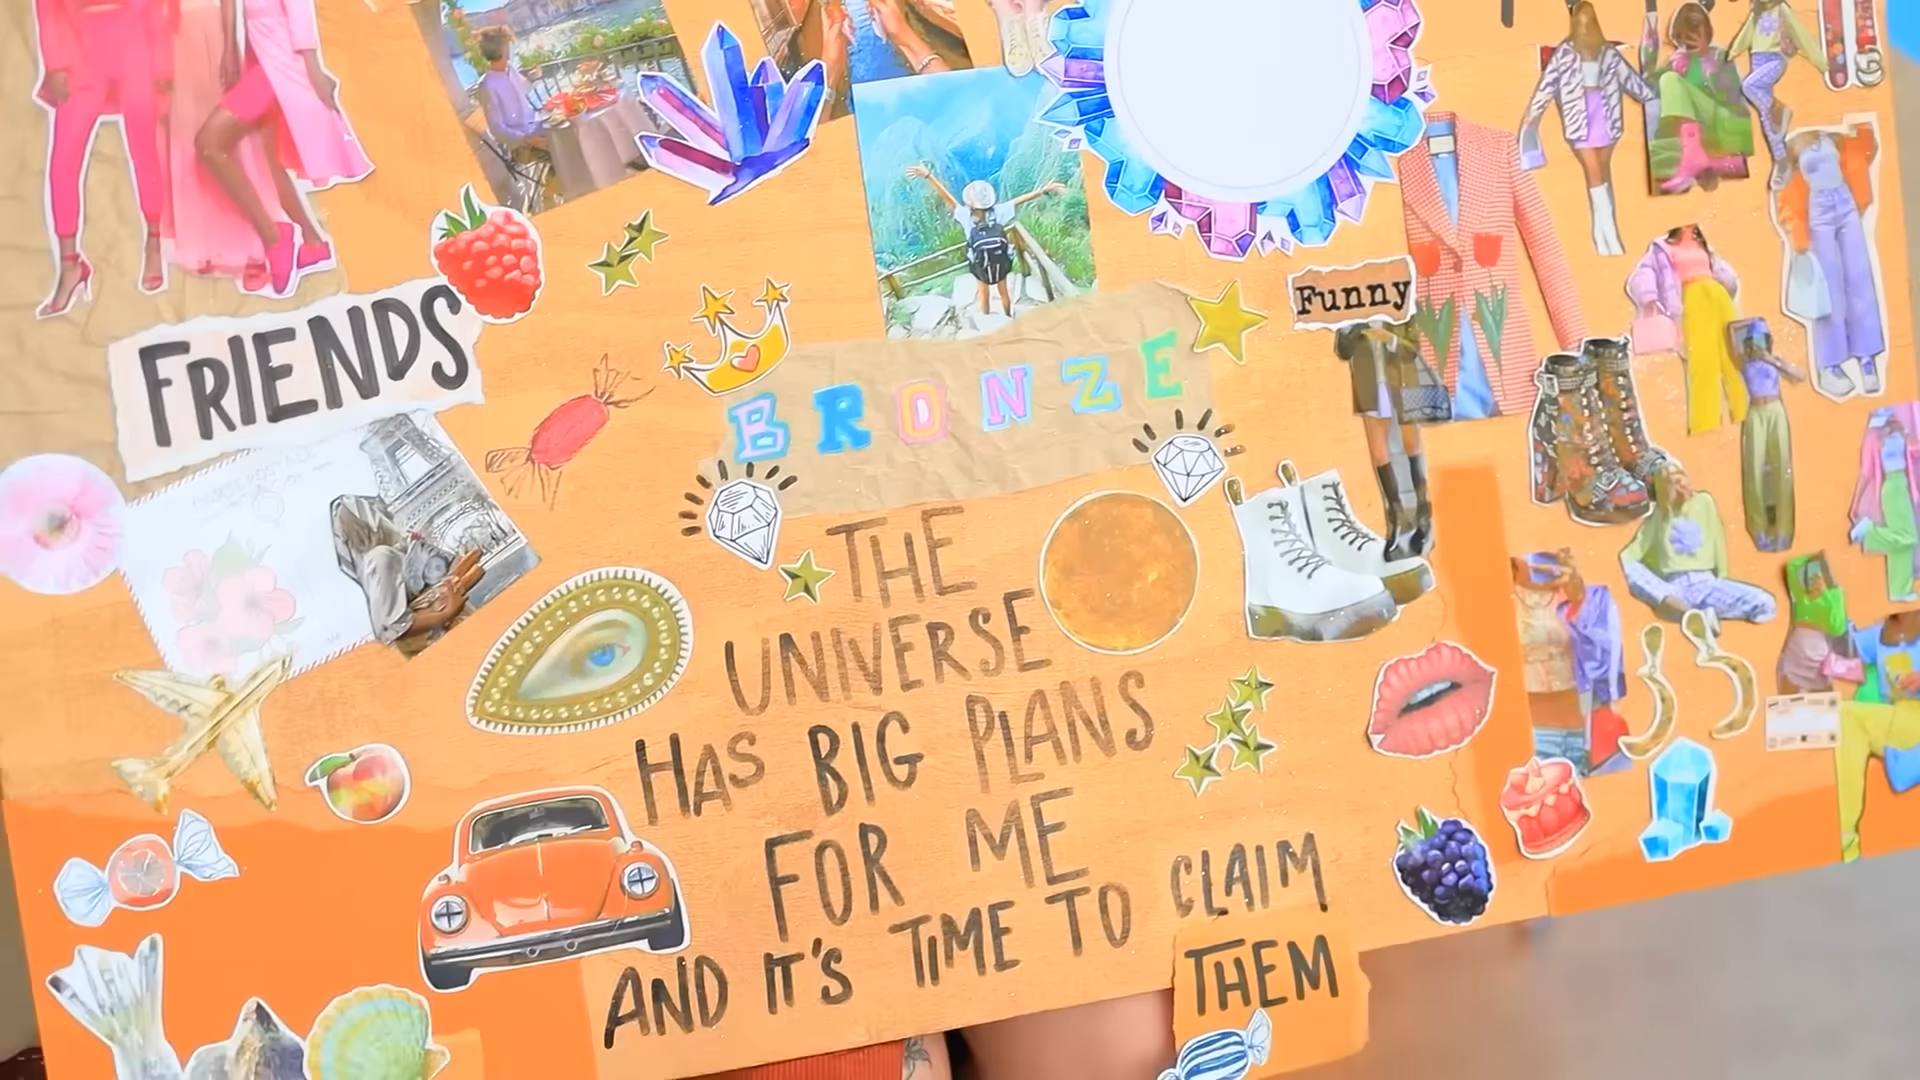 FRIENDS
Funny
BRONZE
THE
UNIVERSE
HAS BIG PLANS
FOR ME
AND IT'S TIME TO CLAIM
THEM